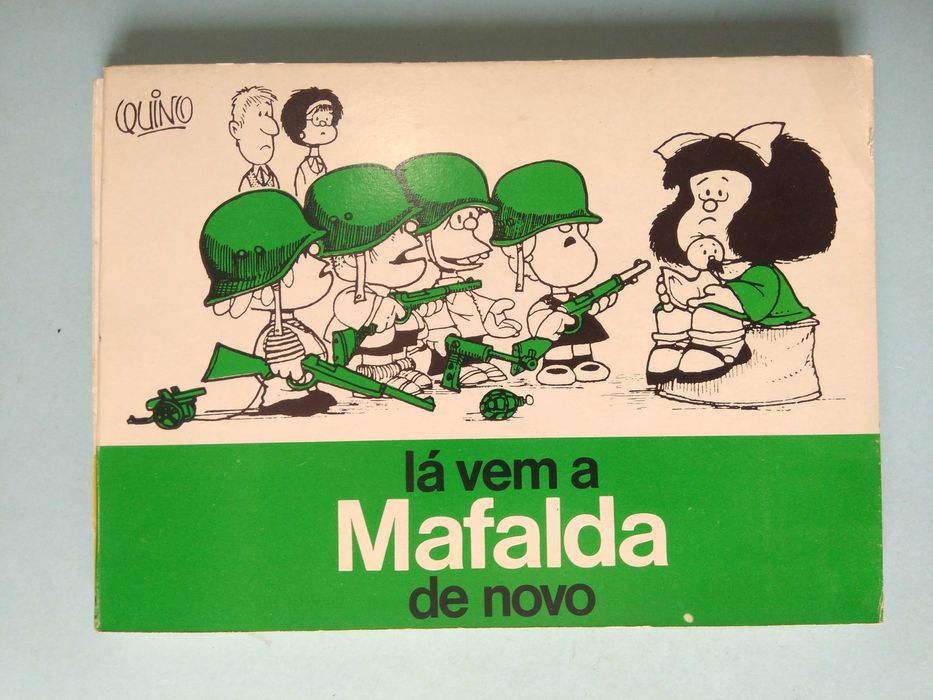 QUINO
lá vem a
Mafalda
de novo